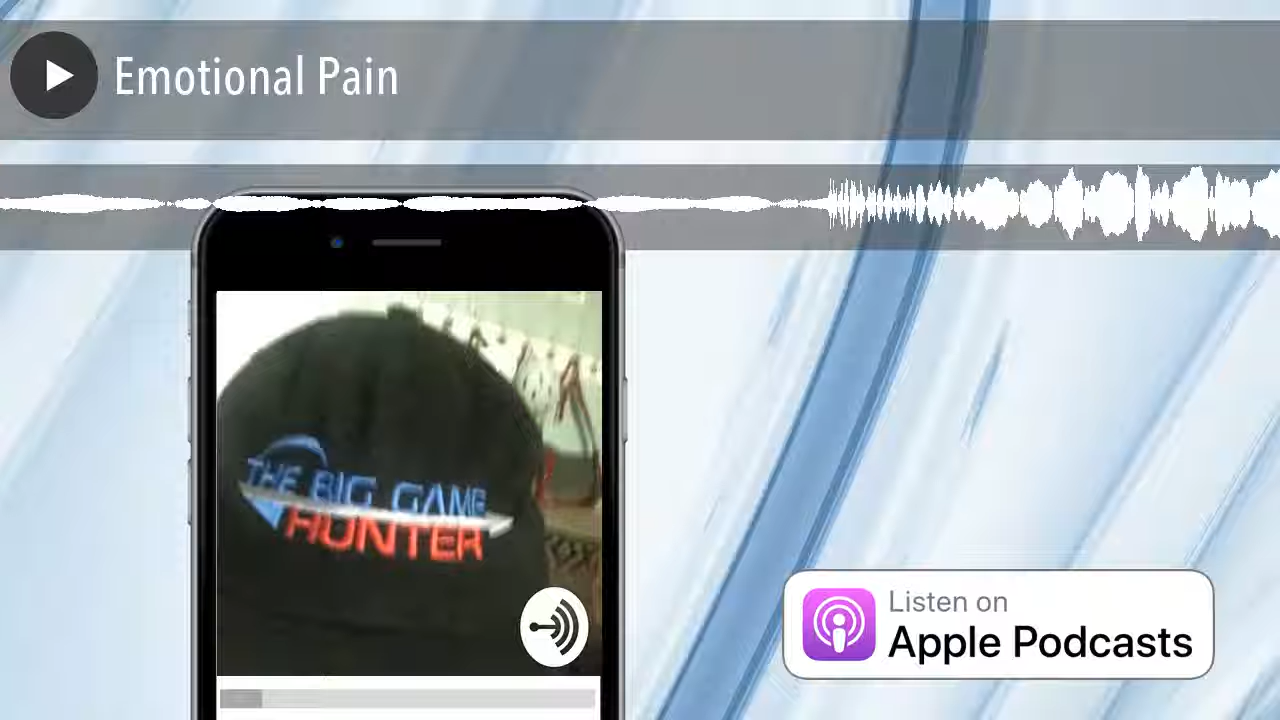 Emotional Pain
THE BIG GAME
HUNTER
Listen on
Apple Podcasts